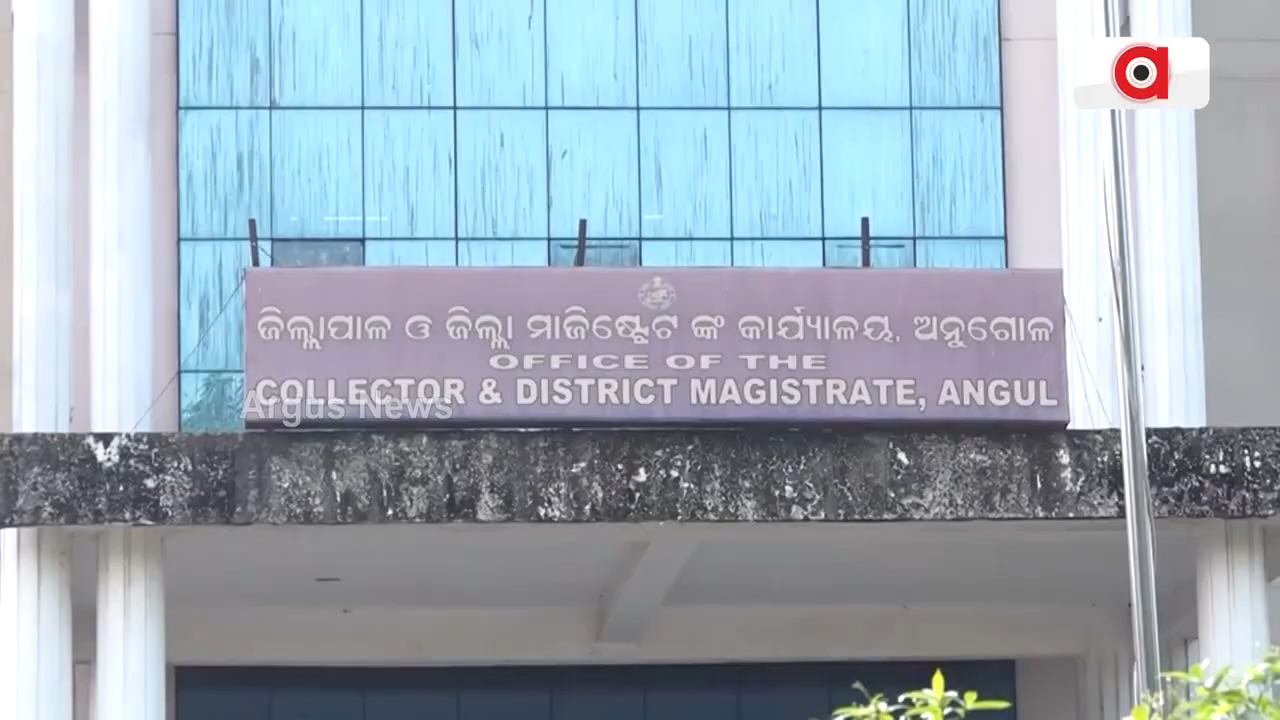 ଜିଲ୍ଲାପାଳ ଓ ଜିଲ୍ଲା ମାଜିଷ୍ଟ୍ରେଟ ଙ୍କ କାର୍ଯ୍ୟାଳୟ, ଅନୁଗୋଳ
OFFICE OF THE
COLLECTOR & DISTRICT MAGISTRATE, ANGUL
Argus News